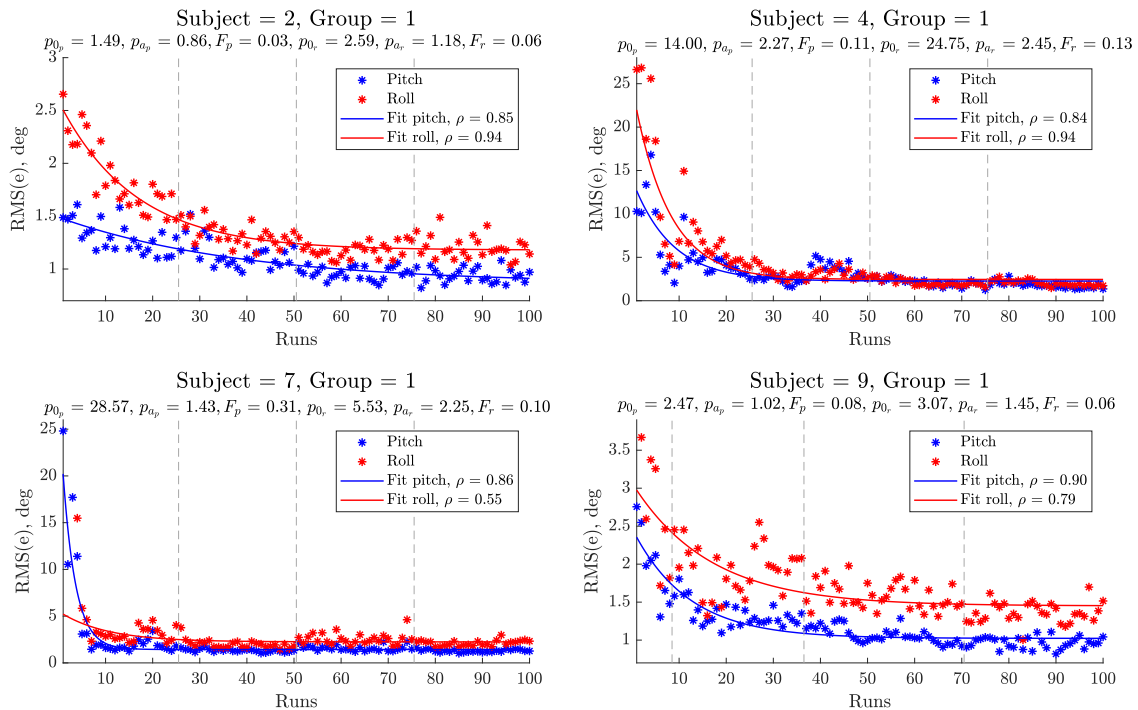 Subject = 2, Group = 1
p0p = 1.49, pap = 0.86, Fp = 0.03, p0r = 2.59, par = 1.18, Fr = 0.06
3
2.5
2
1.5
1
RMS(e), deg
Pitch
Roll
Fit pitch, ρ = 0.85
Fit roll, ρ = 0.94
10 20 30 40 50 60 70 80 90 100
Runs
Subject = 4, Group = 1
p0p = 14.00, pap = 2.27, Fp = 0.11, p0r = 24.75, par = 2.45, Fr = 0.13
25
20
15
10
5
0
RMS(e), deg
Pitch
Roll
Fit pitch, ρ = 0.84
Fit roll, ρ = 0.94
10 20 30 40 50 60 70 80 90 100
Runs
Subject = 7, Group = 1
p0p = 28.57, pap = 1.43, Fp = 0.31, p0r = 5.53, par = 2.25, Fr = 0.10
25
20
15
10
5
0
RMS(e), deg
Pitch
Roll
Fit pitch, ρ = 0.86
Fit roll, ρ = 0.55
10 20 30 40 50 60 70 80 90 100
Runs
Subject = 9, Group = 1
p0p = 2.47, pap = 1.02, Fp = 0.08, p0r = 3.07, par = 1.45, Fr = 0.06
3.5
3
2.5
2
1.5
1
RMS(e), deg
Pitch
Roll
Fit pitch, ρ = 0.90
Fit roll, ρ = 0.79
10 20 30 40 50 60 70 80 90 100
Runs